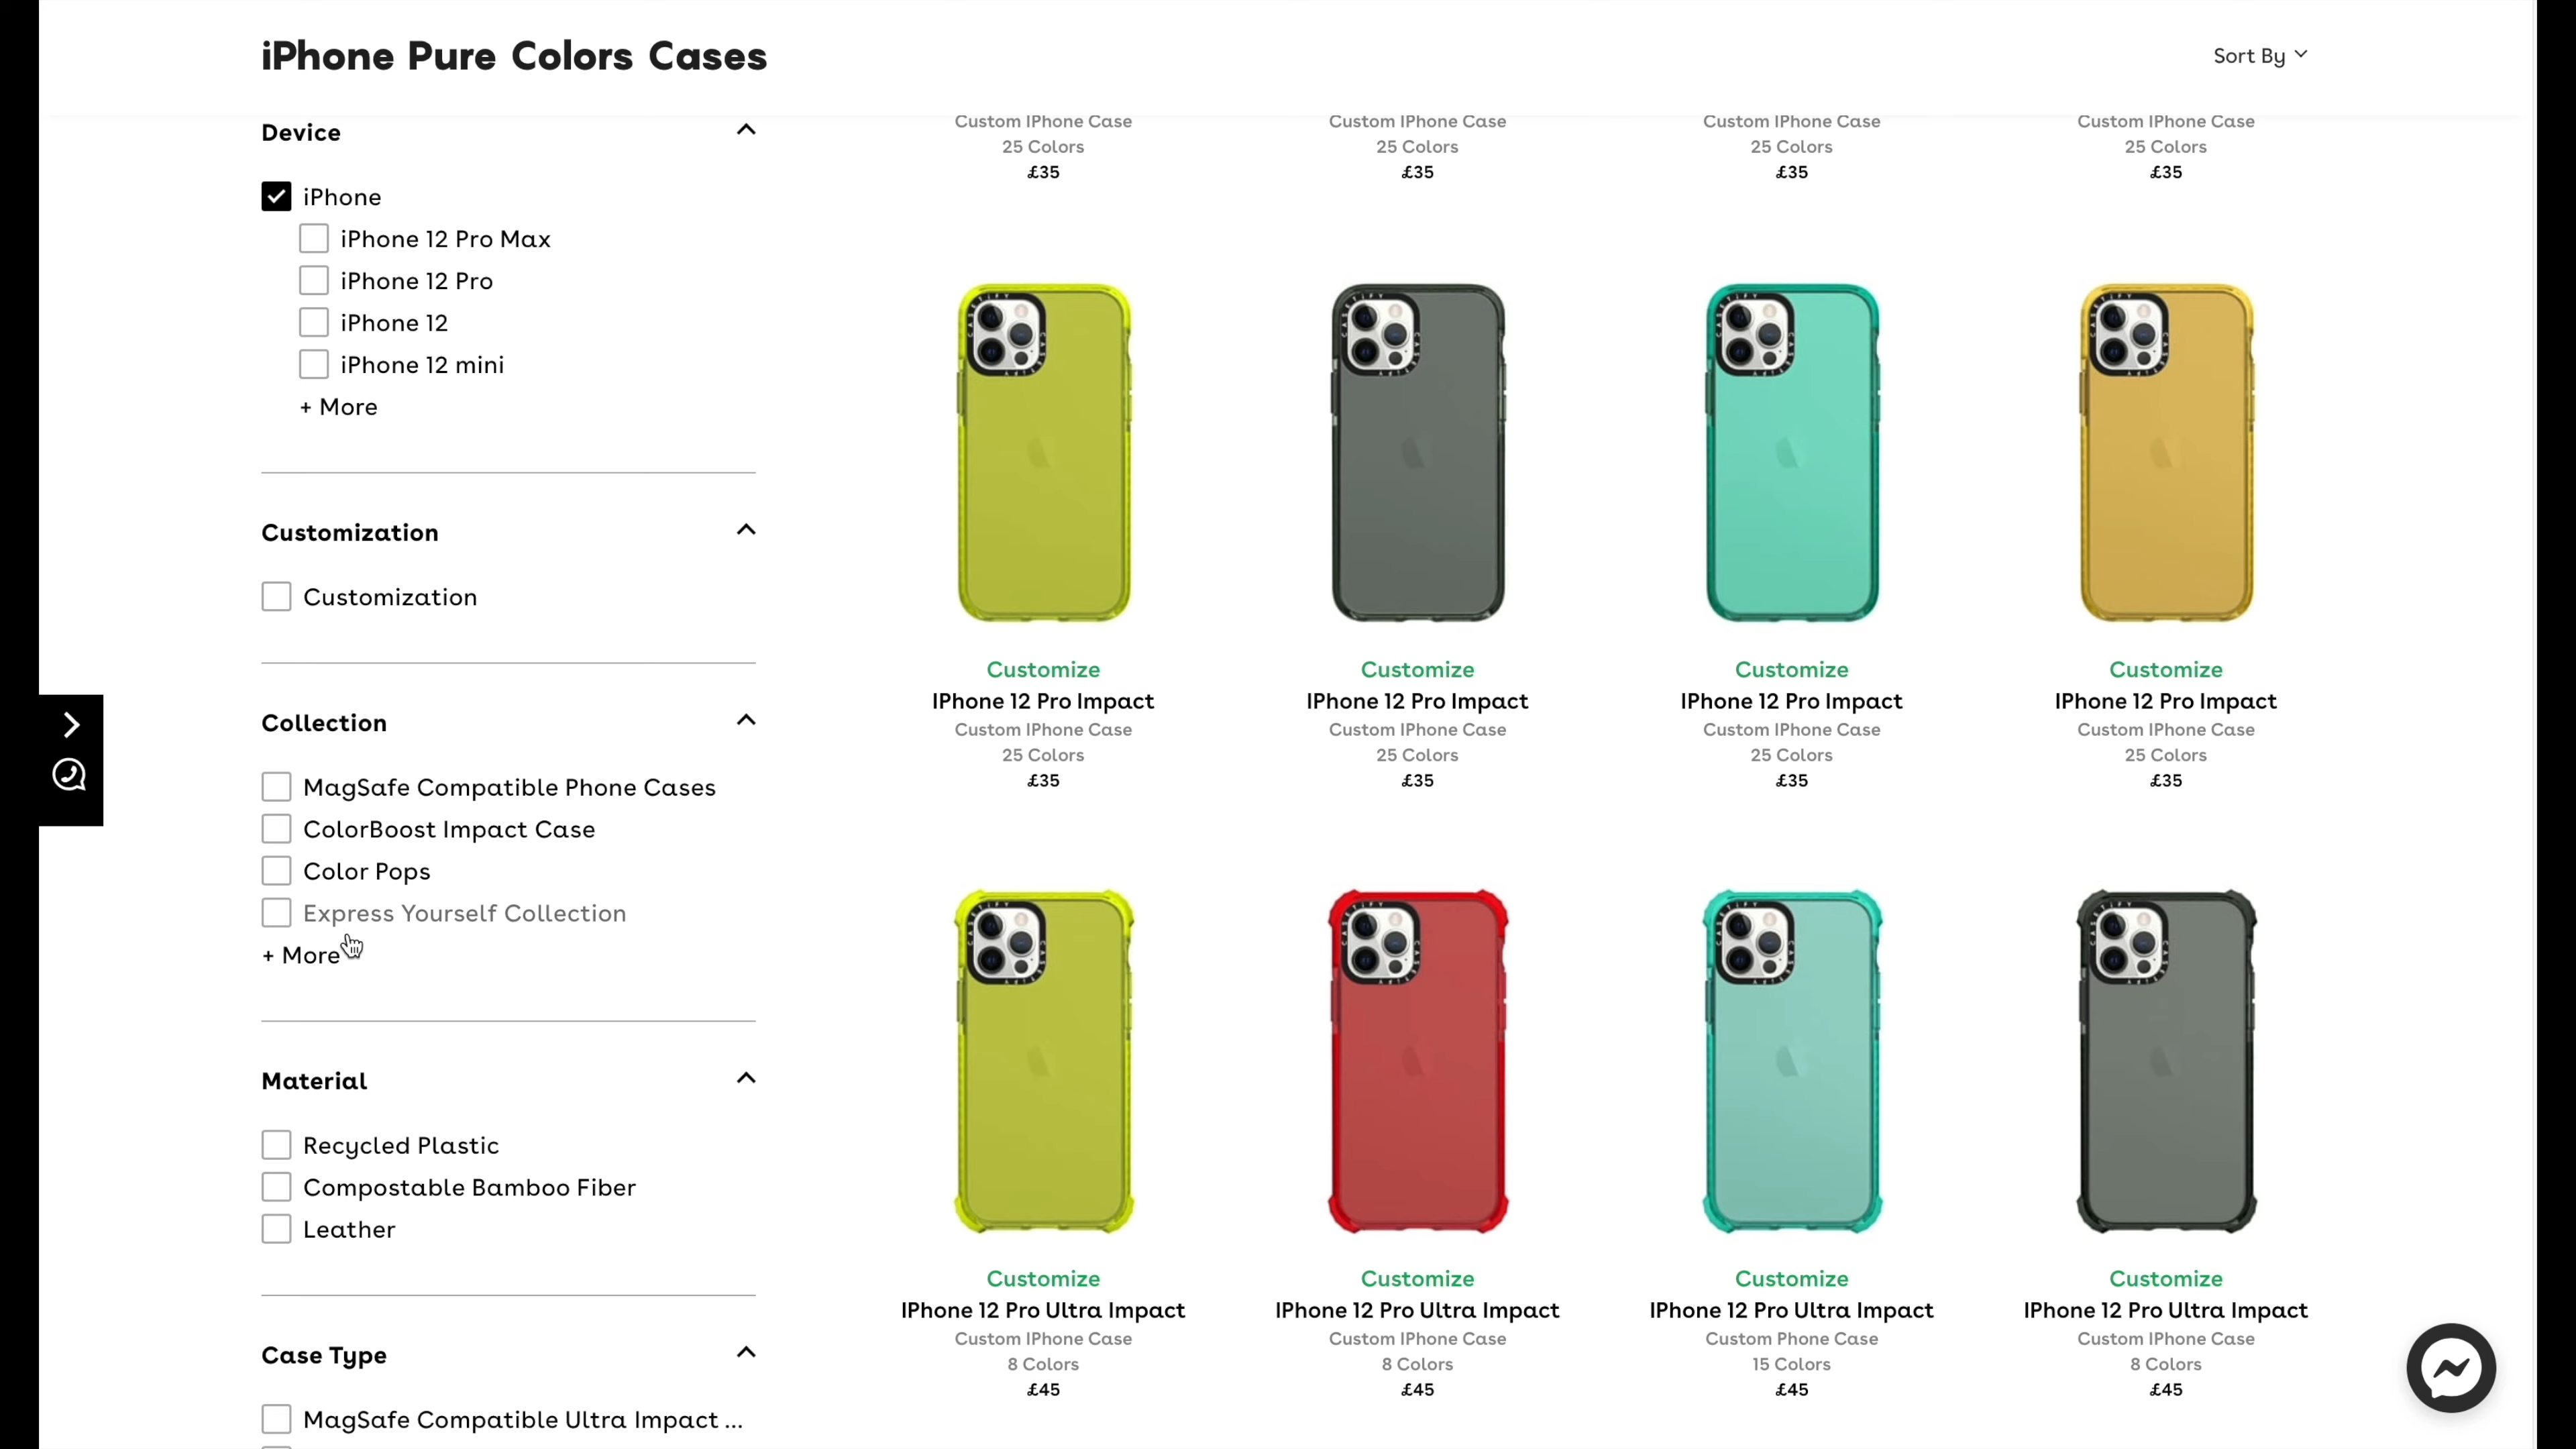 iPhone Pure Colors Cases
Sort By
Device
iPhone
iPhone 12 Pro Max
iPhone 12 Pro
iPhone 12
iPhone 12 mini
+ More
Customization
Customization
Collection
MagSafe Compatible Phone Cases
ColorBoost Impact Case
Color Pops
Express Yourself Collection
+ More
Material
Recycled Plastic
Compostable Bamboo Fiber
Leather
Case Type
MagSafe Compatible Ultra Impact ...
Custom IPhone Case
25 Colors
£35
Custom IPhone Case
25 Colors
£35
Custom IPhone Case
25 Colors
£35
Custom IPhone Case
25 Colors
£35
CASETIFY
CASETIFY
CASETIFY
CASETIFY
Customize
IPhone 12 Pro Impact
Custom IPhone Case
25 Colors
£35
Customize
IPhone 12 Pro Impact
Custom IPhone Case
25 Colors
£35
Customize
IPhone 12 Pro Impact
Custom IPhone Case
25 Colors
£35
Customize
IPhone 12 Pro Impact
Custom IPhone Case
25 Colors
£35
CASETIFY
CASETIFY
CASETIFY
CASETIFY
Customize
IPhone 12 Pro Ultra Impact
Custom IPhone Case
8 Colors
£45
Customize
IPhone 12 Pro Ultra Impact
Custom IPhone Case
8 Colors
£45
Customize
IPhone 12 Pro Ultra Impact
Custom Phone Case
15 Colors
£45
Customize
IPhone 12 Pro Ultra Impact
Custom IPhone Case
8 Colors
£45